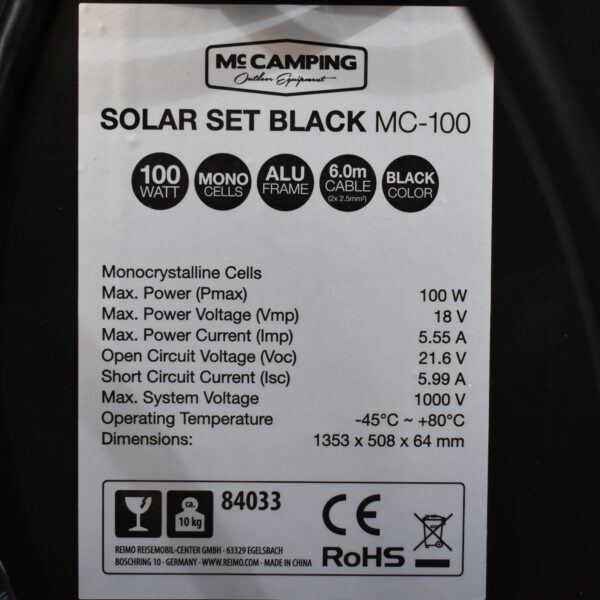 Mc CAMPING
Outdoor Equipment
SOLAR SET BLACK MC-100
100 WATT
MONO CELLS
ALU FRAME
6.0m CABLE (2x 2.5mm²)
BLACK COLOR
Monocrystalline Cells
Max. Power (Pmax) 100 W
Max. Power Voltage (Vmp) 18 V
Max. Power Current (Imp) 5.55 A
Open Circuit Voltage (Voc) 21.6 V
Short Circuit Current (Isc) 5.99 A
Max. System Voltage 1000 V
Operating Temperature -45°C ~ +80°C
Dimensions: 1353 x 508 x 64 mm
ca. 10 kg
84033
CE
RoHS
REIMO REISEMOBIL-CENTER GMBH · 63329 EGELSBACH
BOSCHRING 10 · GERMANY · WWW.REIMO.COM · MADE IN CHINA